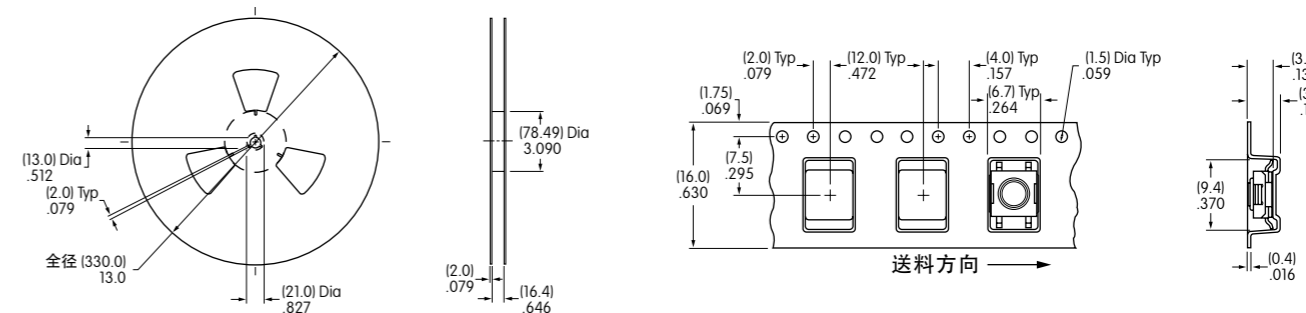 (13.0) Dia
.512
(2.0) Typ
.079
全径 (330.0)
13.0
(21.0) Dia
.827
(78.49) Dia
3.090
(2.0)
.079
(16.4)
.646
(2.0) Typ
.079
(12.0) Typ
.472
(4.0) Typ
.157
(1.5) Dia Typ
.059
(1.75)
.069
(6.7) Typ
.264
(7.5)
.295
(16.0)
.630
送料方向
(9.4)
.370
(0.4)
.016